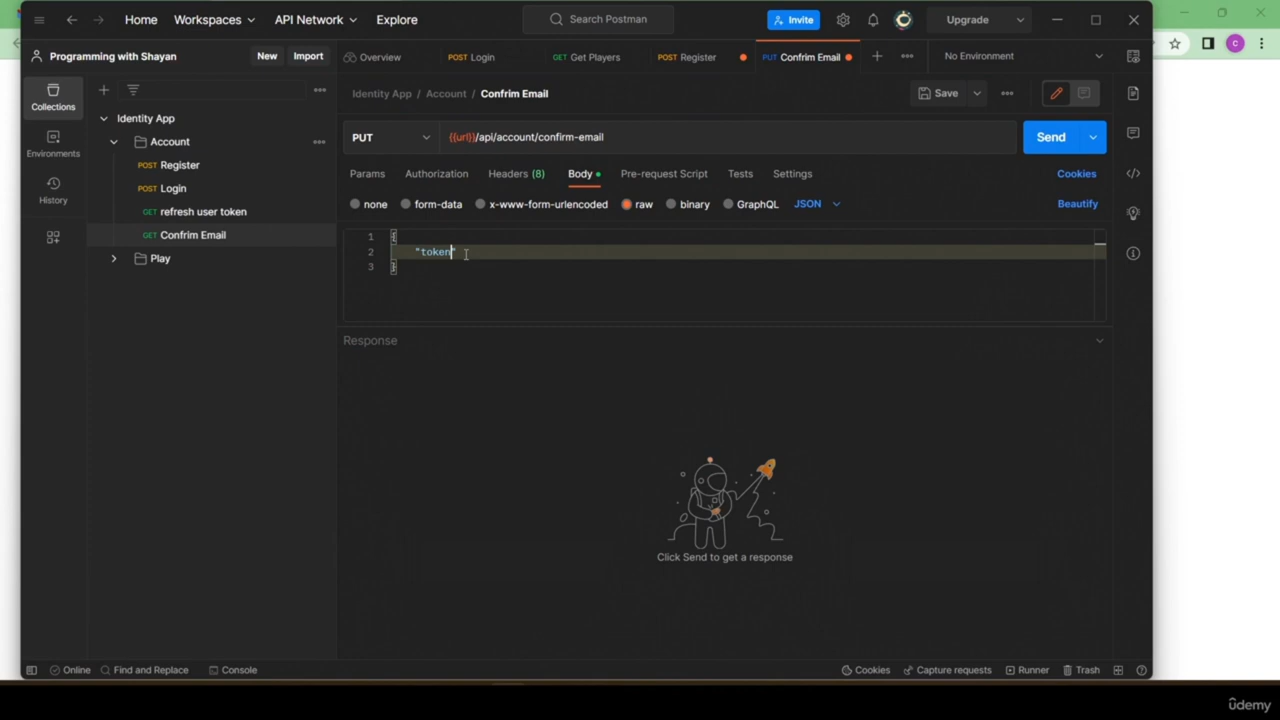 Home Workspaces API Network Explore Search Postman Invite Upgrade
Programming with Shayan New Import Overview POST Login GET Get Players POST Register PUT Confrim Email No Environment
Collections
Environments
History
Identity App
Account
POST Register
POST Login
GET refresh user token
GET Confrim Email
Play
Identity App / Account / Confrim Email Save
PUT {{url}}/api/account/confirm-email Send
Params Authorization Headers (8) Body Pre-request Script Tests Settings Cookies
none form-data x-www-form-urlencoded raw binary GraphQL JSON Beautify
1 {
2 "token"
3 }
Response
Click Send to get a response
Online Find and Replace Console Cookies Capture requests Runner Trash
ûdemy